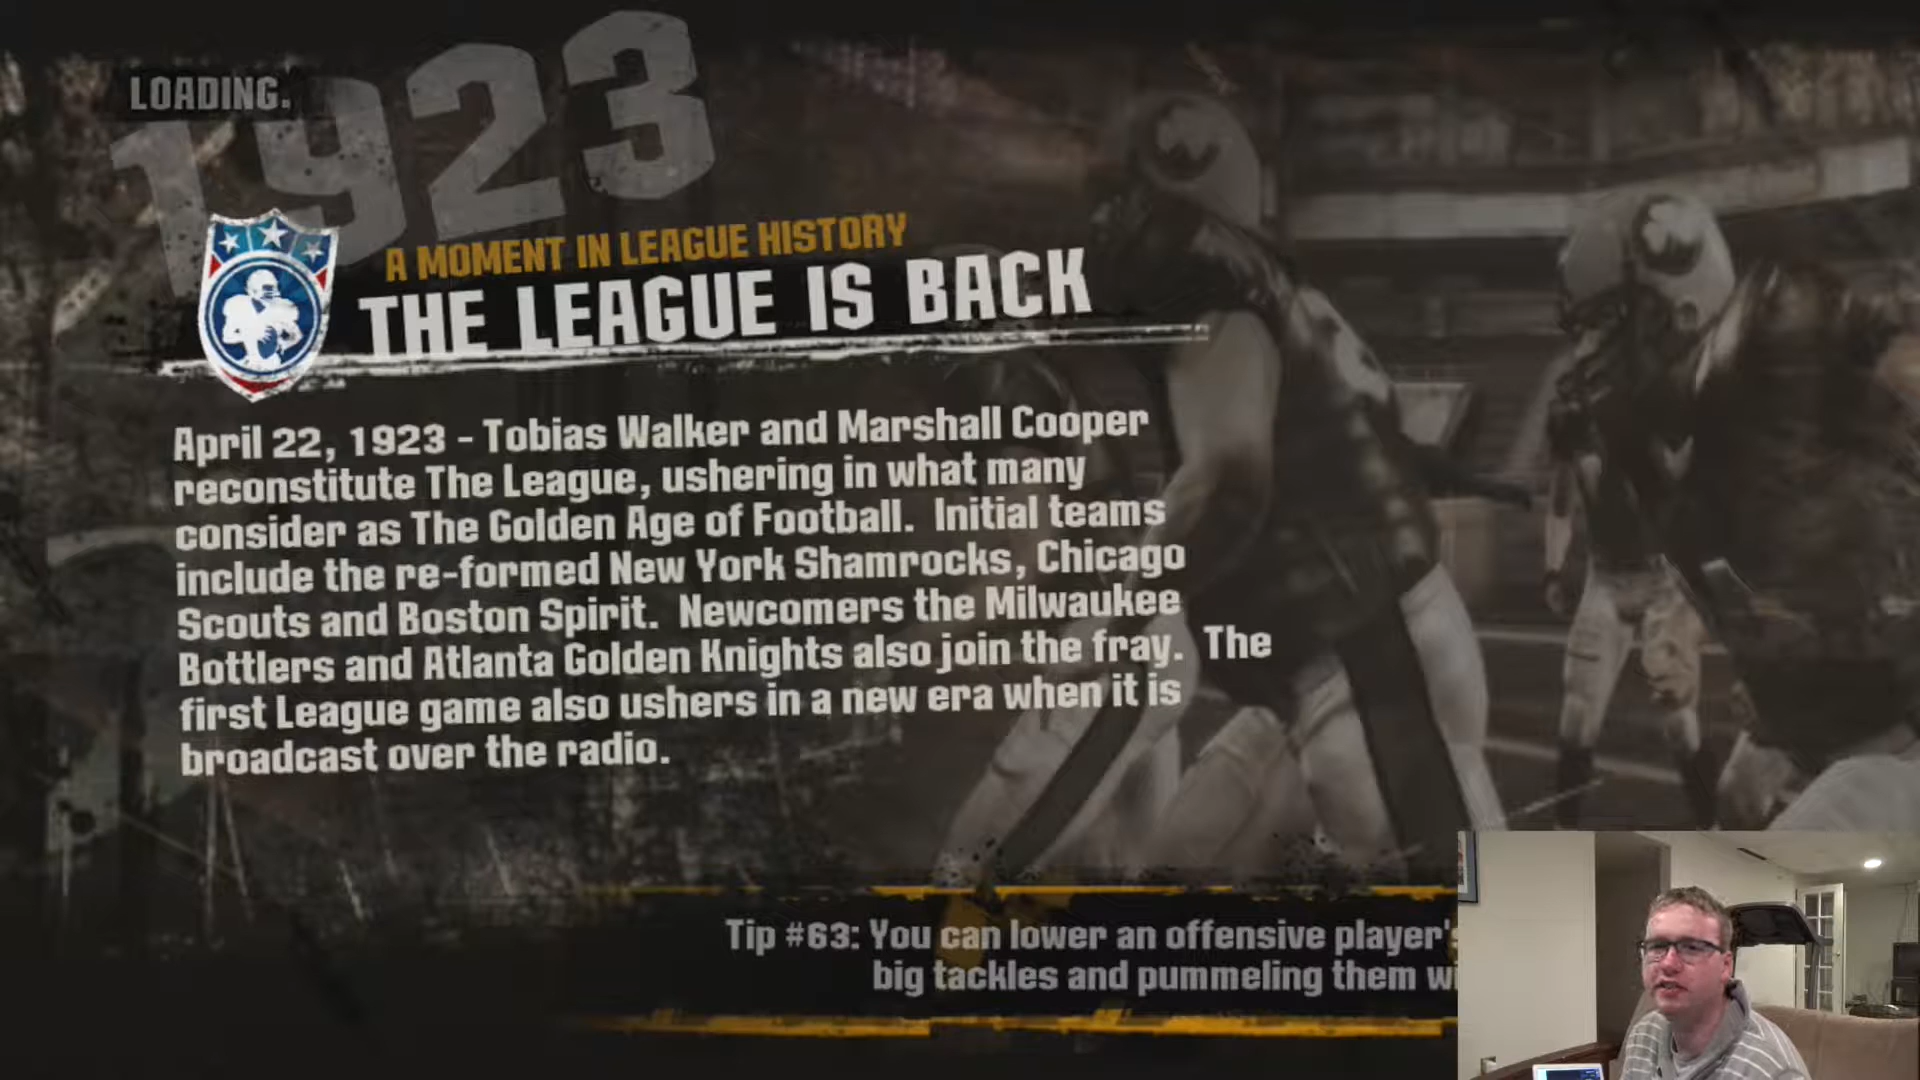 1923
LOADING.
A MOMENT IN LEAGUE HISTORY
THE LEAGUE IS BACK
April 22, 1923 - Tobias Walker and Marshall Cooper
reconstitute The League, ushering in what many
consider as The Golden Age of Football. Initial teams
include the re-formed New York Shamrocks, Chicago
Scouts and Boston Spirit. Newcomers the Milwaukee
Bottlers and Atlanta Golden Knights also join the fray. The
first League game also ushers in a new era when it is
broadcast over the radio.
Tip #63: You can lower an offensive player's
big tackles and pummeling them